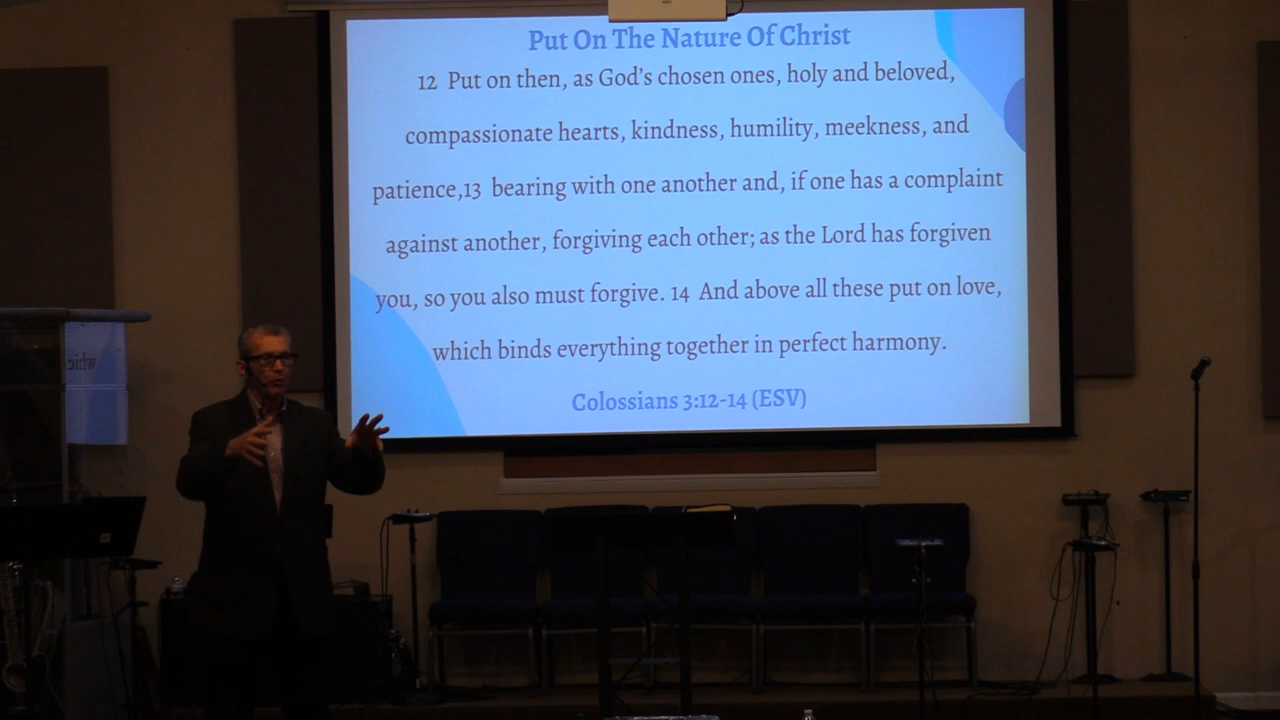 Put On The Nature Of Christ
12 Put on then, as God's chosen ones, holy and beloved,
compassionate hearts, kindness, humility, meekness, and
patience,13 bearing with one another and, if one has a complaint
against another, forgiving each other; as the Lord has forgiven
you, so you also must forgive. 14 And above all these put on love,
which binds everything together in perfect harmony.
Colossians 3:12-14 (ESV)
whic